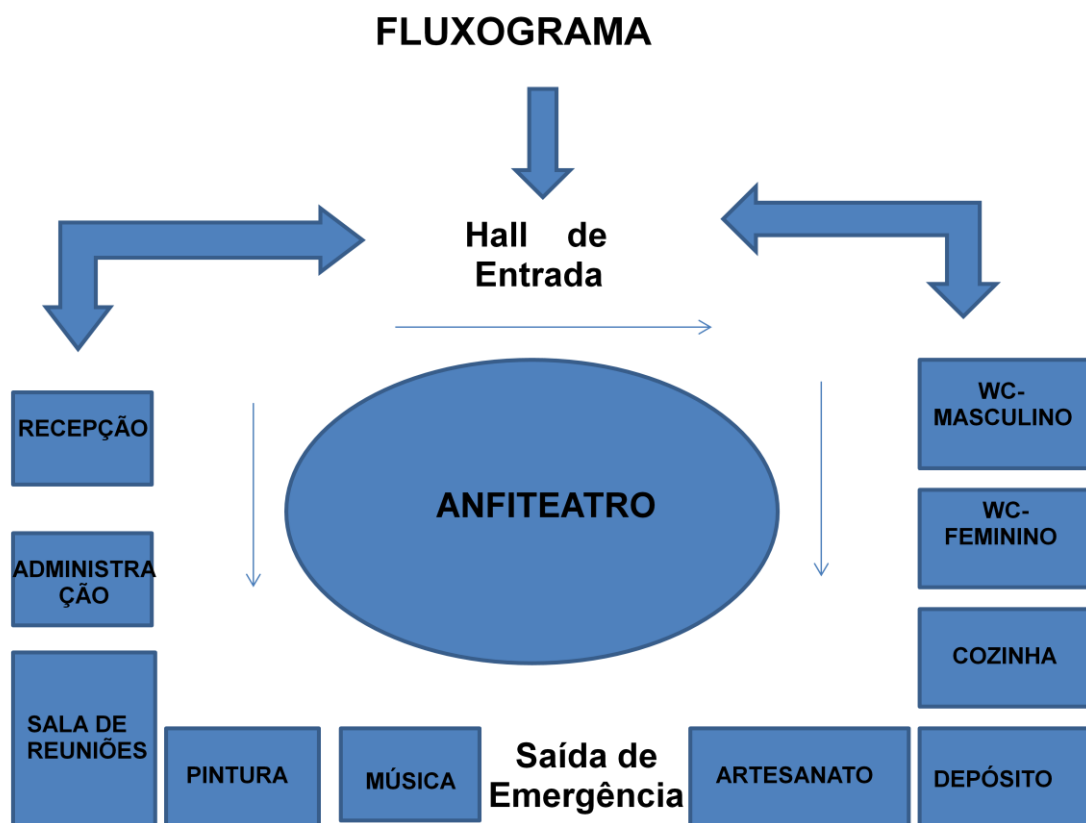 FLUXOGRAMA
Hall de
Entrada
RECEPÇÃO
ADMINISTRA
ÇÃO
SALA DE
REUNIÕES
ANFITEATRO
WC-
MASCULINO
WC-
FEMININO
COZINHA
PINTURA
MÚSICA
Saída de
Emergência
ARTESANATO
DEPÓSITO